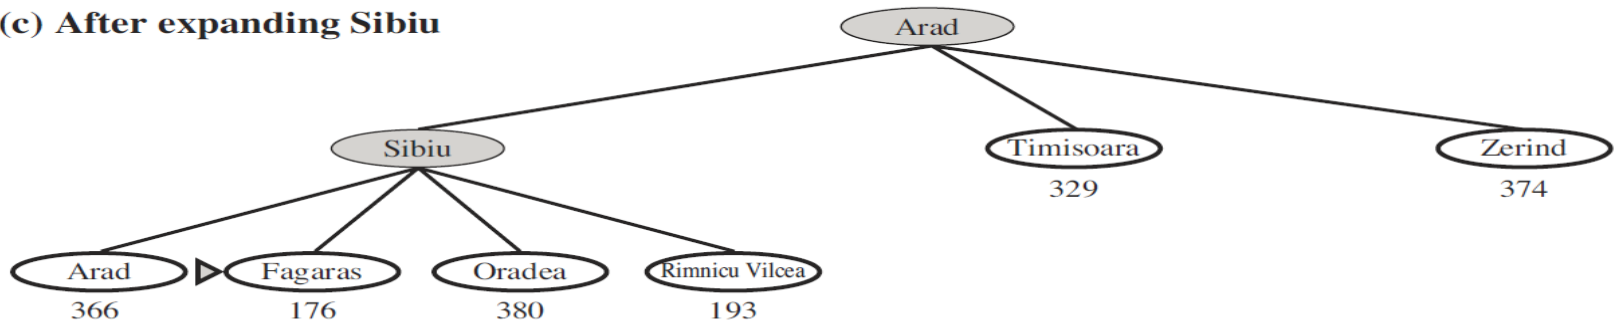 (c) After expanding Sibiu
Arad
Sibiu
Timisoara
Zerind
329
374
Arad
Fagaras
Oradea
Rimnicu Vilcea
366
176
380
193